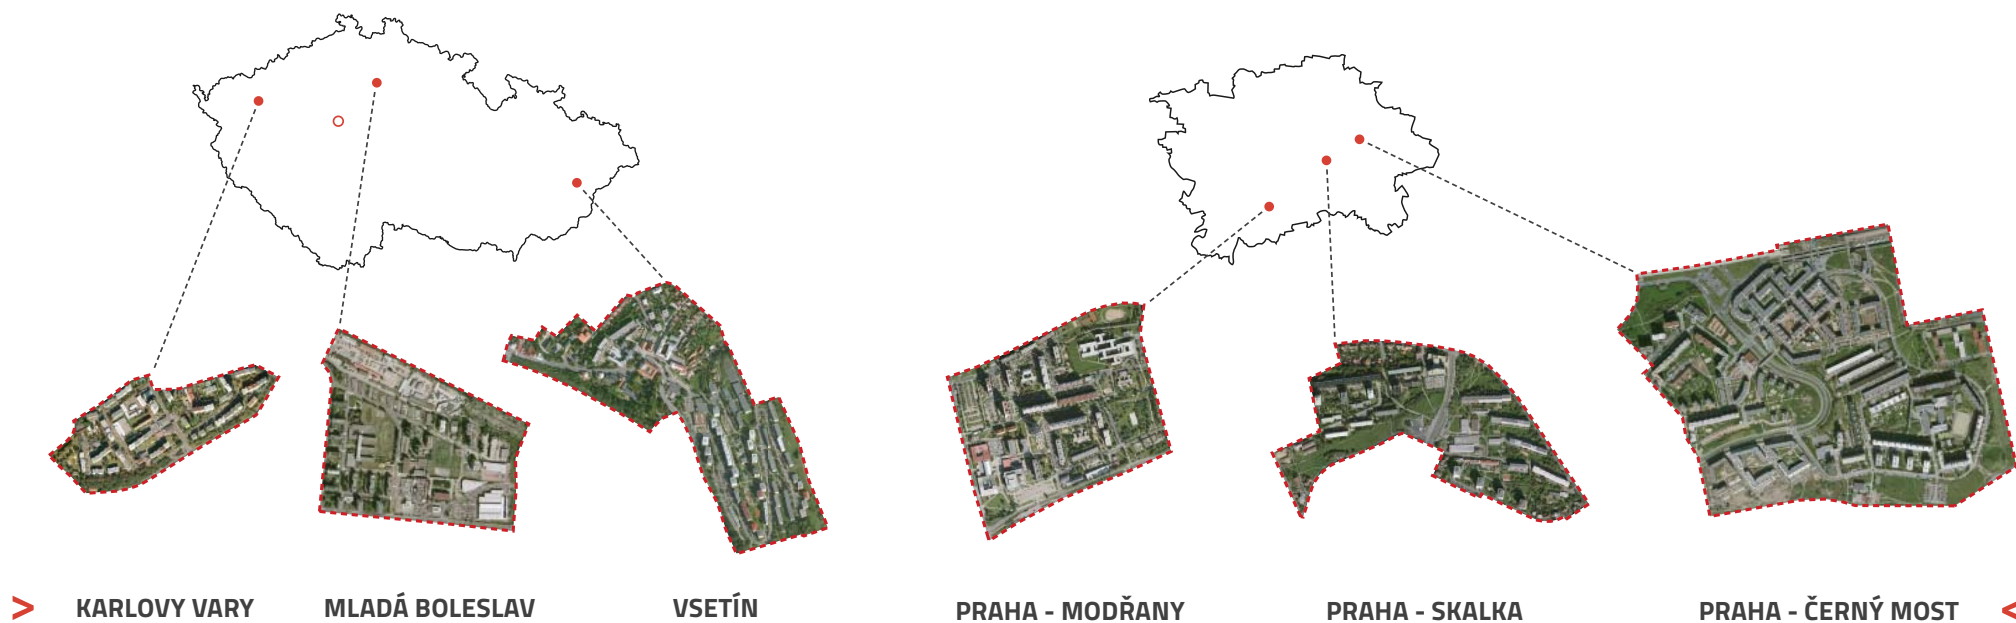 > KARLOVY VARY MLADÁ BOLESLAV VSETÍN PRAHA - MODŘANY PRAHA - SKALKA PRAHA - ČERNÝ MOST <